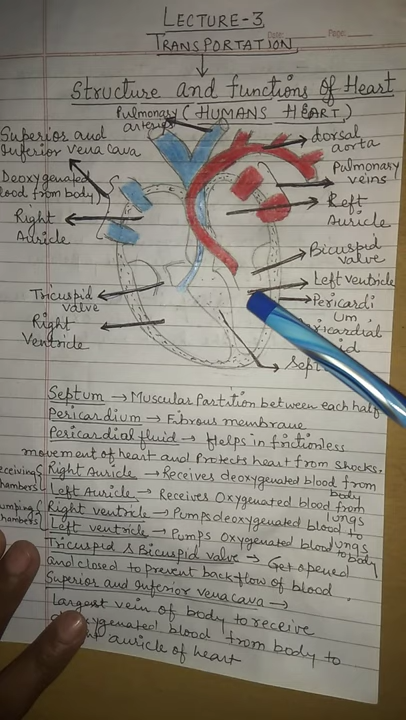 LECTURE-3
Date: Page:
TRANSPORTATION
Structure and functions of Heart
(HUMANS HEART)
Pulmonary
arteries
Superior and
Inferior vena cava
Deoxygenated
blood from body
Right
Auricle
Tricuspid
valve
Right
Ventricle
dorsal
aorta
Pulmonary
veins
Left
Auricle
Bicuspid
valve
Left ventricle
Pericardi
um
Septum → Muscular Partition between each half
Pericardium → Fibrous membrane
Pericardial fluid → Helps in frictionless
movement of heart and Protects heart from shocks.
Right Auricle → Receives deoxygenated blood from
body
Left Auricle → Receives Oxygenated blood from
lungs
Right ventricle → Pumps deoxygenated blood to
lungs
Left ventricle → Pumps Oxygenated blood to body
Tricuspid & Bicuspid valve → Get opened
and closed to prevent backflow of blood.
Superior and Inferior vena cava →
Largest vein of body to receive
blood from body to
auricle of heart